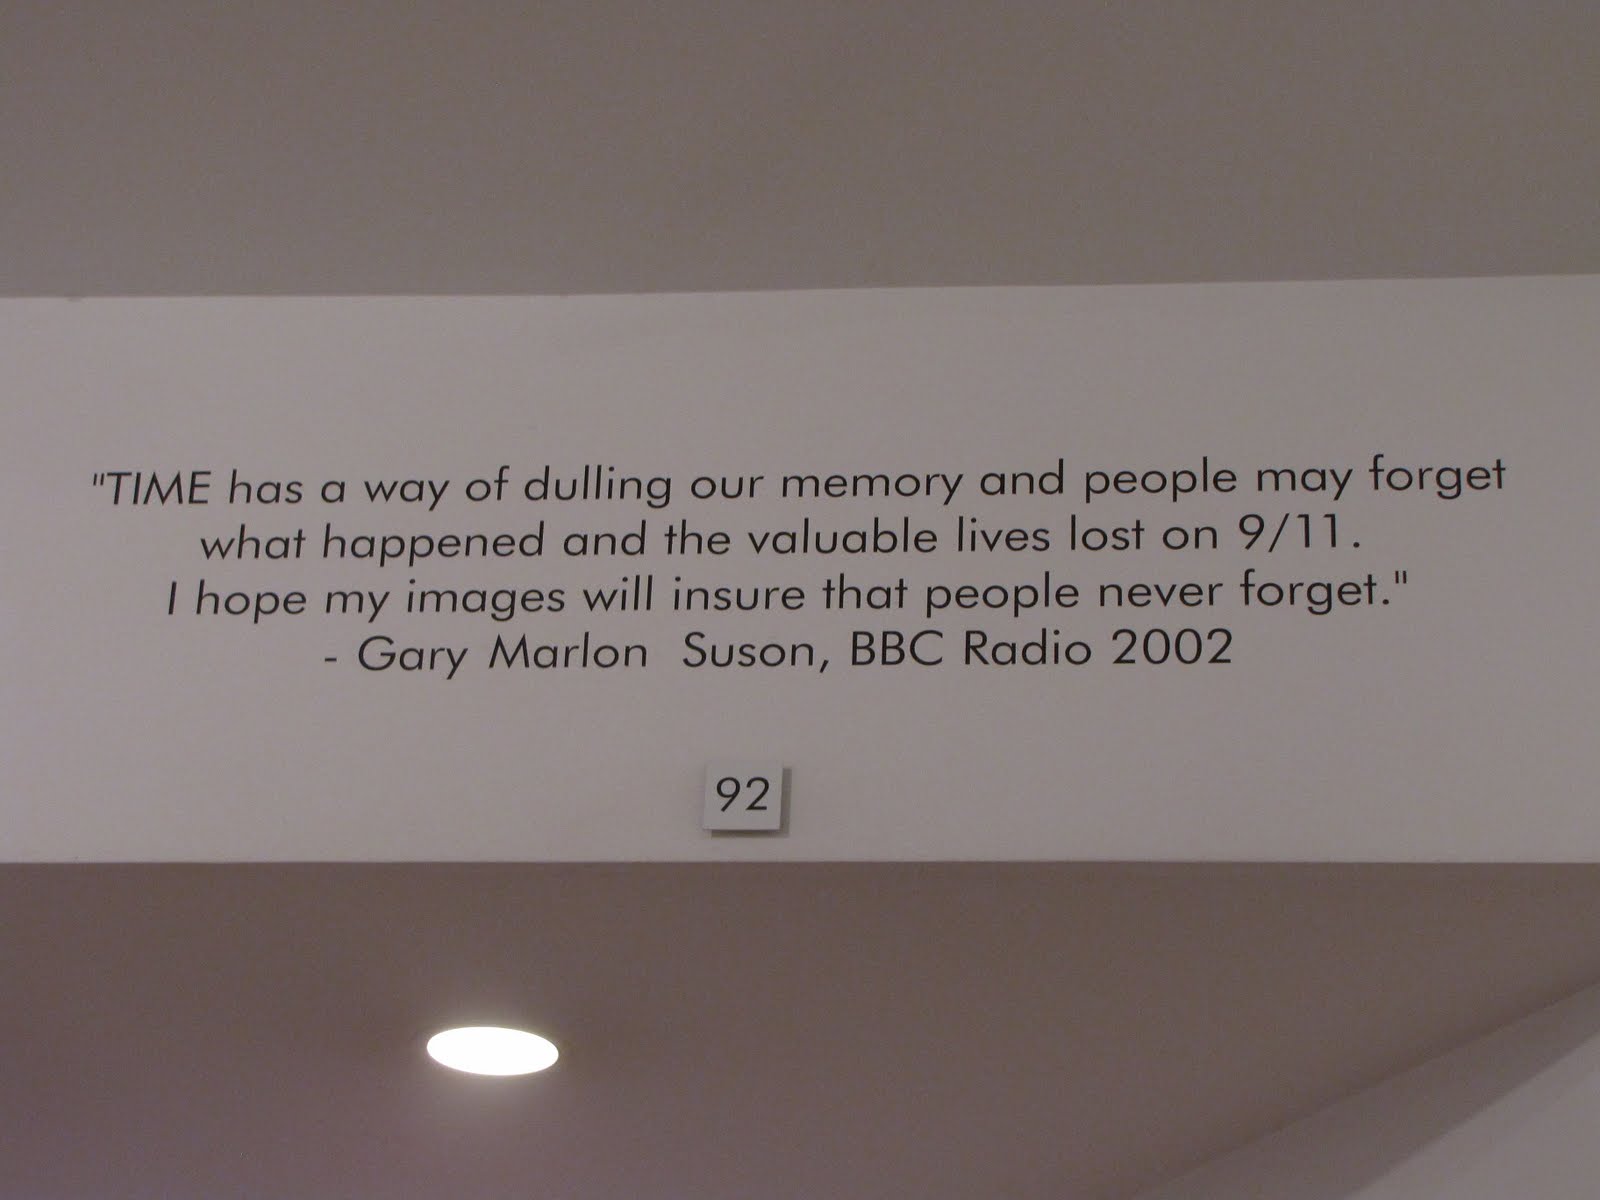 "TIME has a way of dulling our memory and people may forget
what happened and the valuable lives lost on 9/11.
I hope my images will insure that people never forget."
- Gary Marlon  Suson, BBC Radio 2002
92